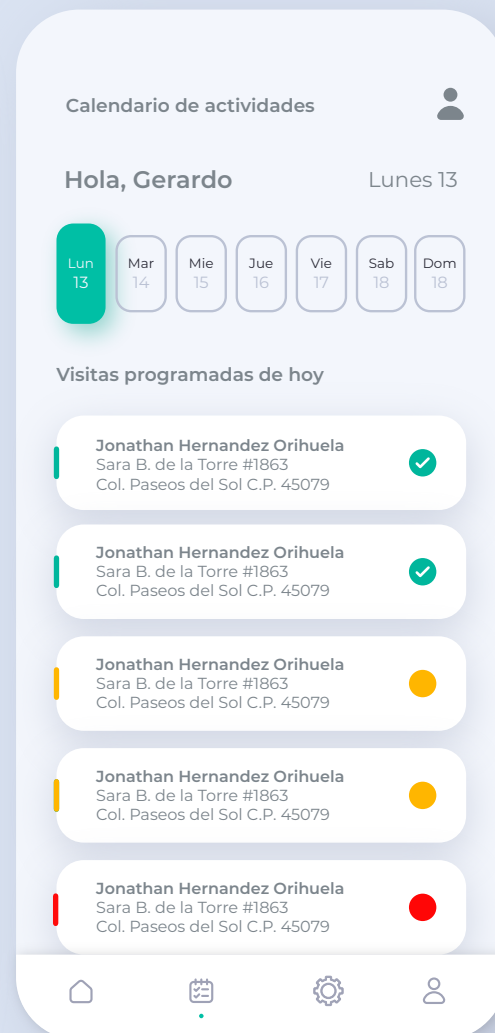 Calendario de actividades
Hola, Gerardo
Lunes 13
Lun Mar Mie Jue Vie Sab Dom
13 14 15 16 17 18 18
Visitas programadas de hoy
Jonathan Hernandez Orihuela
Sara B. de la Torre #1863
Col. Paseos del Sol C.P. 45079
Jonathan Hernandez Orihuela
Sara B. de la Torre #1863
Col. Paseos del Sol C.P. 45079
Jonathan Hernandez Orihuela
Sara B. de la Torre #1863
Col. Paseos del Sol C.P. 45079
Jonathan Hernandez Orihuela
Sara B. de la Torre #1863
Col. Paseos del Sol C.P. 45079
Jonathan Hernandez Orihuela
Sara B. de la Torre #1863
Col. Paseos del Sol C.P. 45079